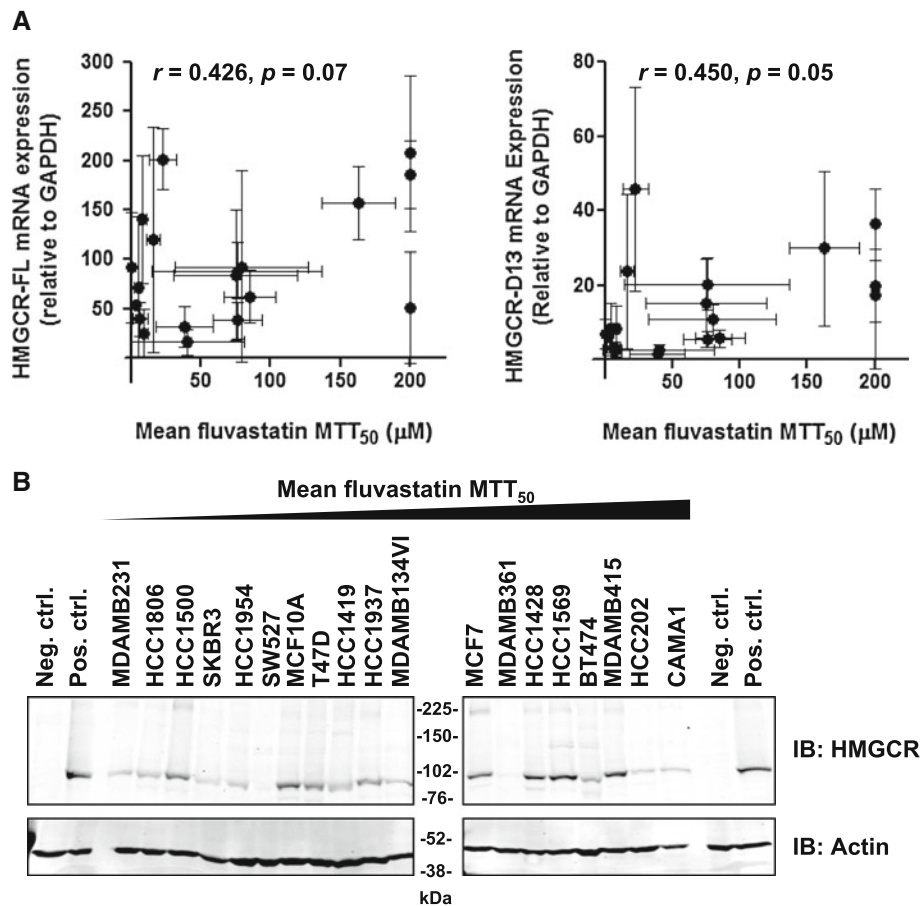 A
r = 0.426, p = 0.07
HMGCR-FL mRNA expression
(relative to GAPDH)
300
250
200
150
100
50
50
100
150
200
Mean fluvastatin MTT50 (μM)
r = 0.450, p = 0.05
HMGCR-D13 mRNA Expression
(Relative to GAPDH)
80
60
40
20
50
100
150
200
Mean fluvastatin MTT50 (μM)
B
Mean fluvastatin MTT50
Neg. ctrl.
Pos. ctrl.
MDAMB231
HCC1806
HCC1500
SKBR3
HCC1954
SW527
MCF10A
T47D
HCC1419
HCC1937
MDAMB134VI
MCF7
MDAMB361
HCC1428
HCC1569
BT474
MDAMB415
HCC202
CAMA1
Neg. ctrl.
Pos. ctrl.
-225-
-150-
-102-
-76-
IB: HMGCR
-52-
-38-
IB: Actin
kDa